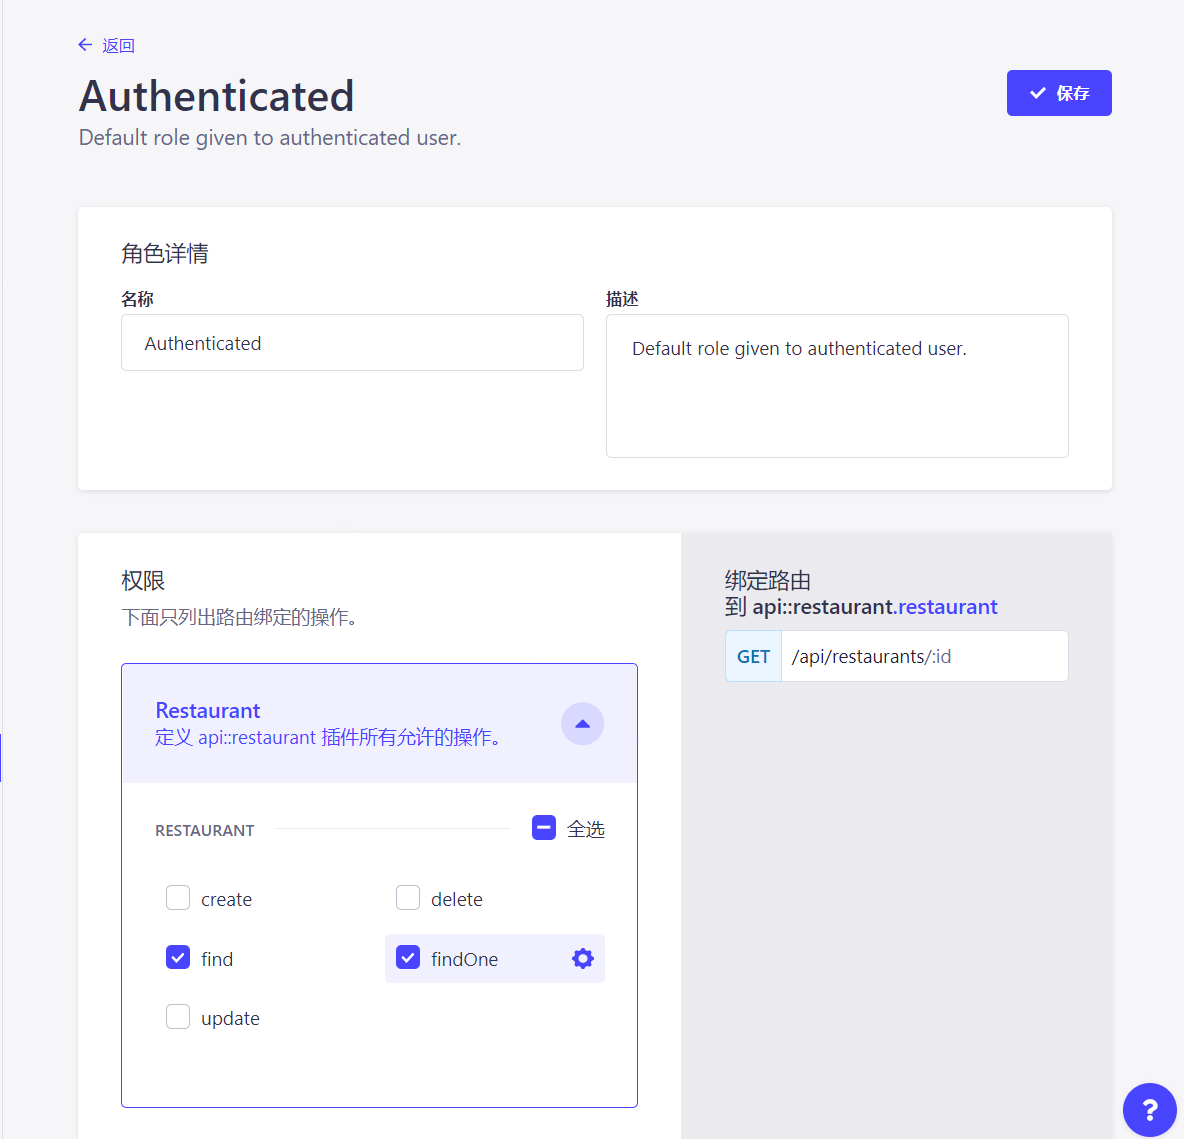 返回
Authenticated
保存
Default role given to authenticated user.
角色详情
名称
描述
Authenticated
Default role given to authenticated user.
权限
下面只列出路由绑定的操作。
Restaurant
定义 api::restaurant 插件所有允许的操作。
RESTAURANT
全选
create
delete
find
findOne
update
绑定路由
到 api::restaurant.restaurant
GET /api/restaurants/:id
?